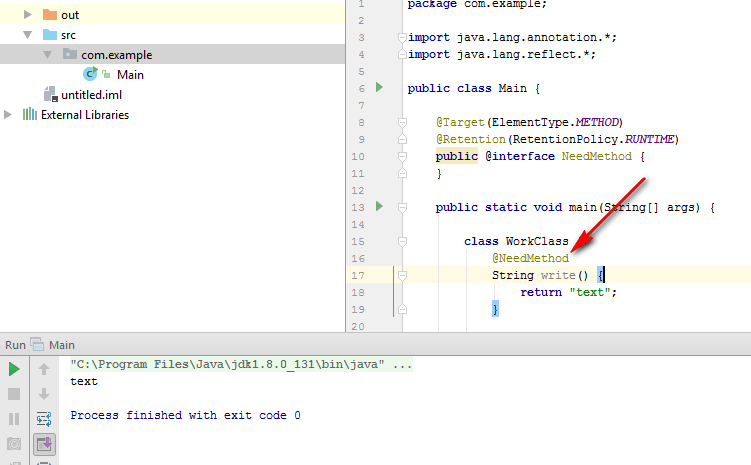 out
src
com.example
Main
untitled.iml
External Libraries
1 package com.example;
2
3 import java.lang.annotation.*;
4 import java.lang.reflect.*;
5
6 public class Main {
7
8 @Target(ElementType.METHOD)
9 @Retention(RetentionPolicy.RUNTIME)
10 public @interface NeedMethod {
11 }
12
13 public static void main(String[] args) {
14
15 class WorkClass
16 @NeedMethod
17 String write() {
18 return "text";
19 }
20
Run Main
"C:\Program Files\Java\jdk1.8.0_131\bin\java" ...
text
Process finished with exit code 0